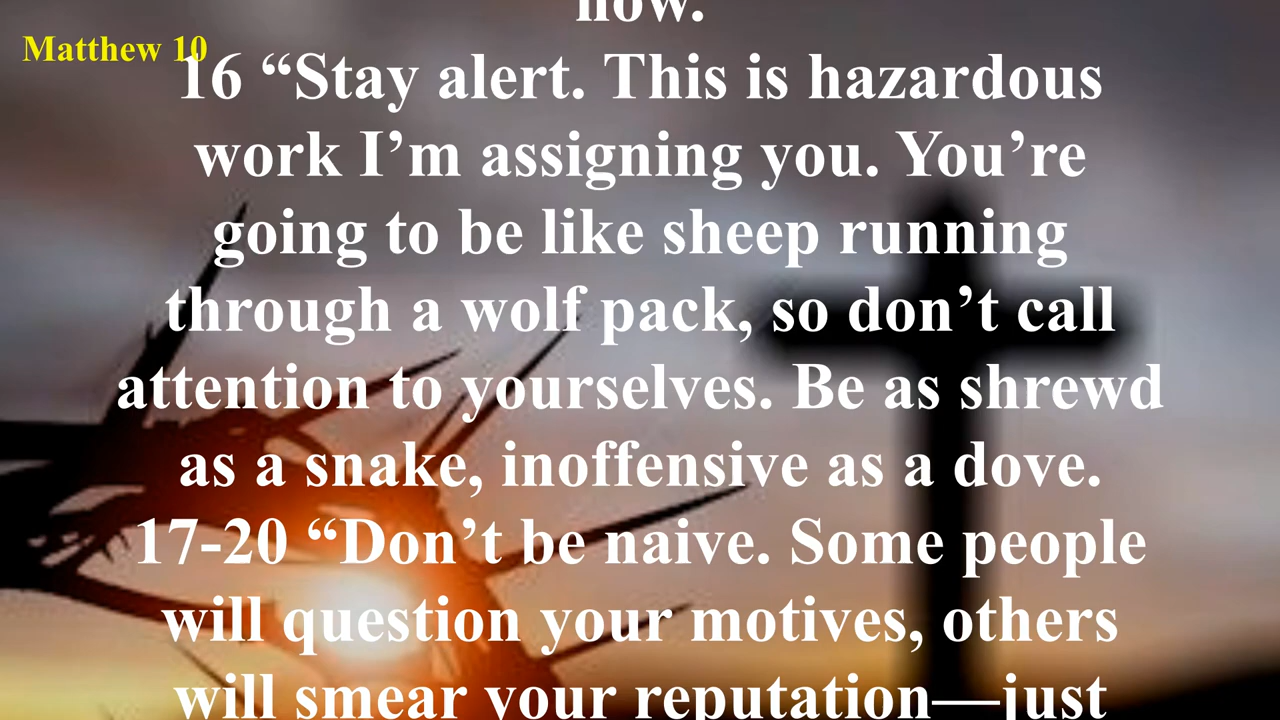 now.
Matthew 10
16 “Stay alert. This is hazardous
work I’m assigning you. You’re
going to be like sheep running
through a wolf pack, so don’t call
attention to yourselves. Be as shrewd
as a snake, inoffensive as a dove.
17-20 “Don’t be naive. Some people
will question your motives, others
will smear your reputation—just